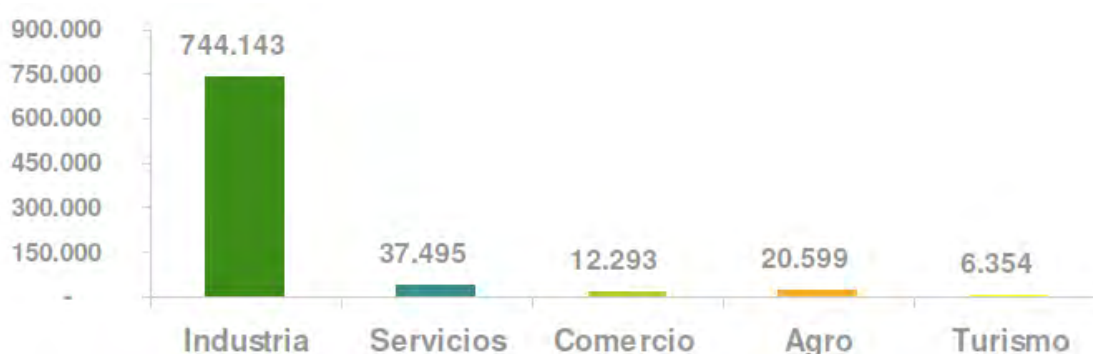 900.000
750.000
600.000
450.000
300.000
150.000
-
744.143
37.495
12.293
20.599
6.354
Industria
Servicios
Comercio
Agro
Turismo